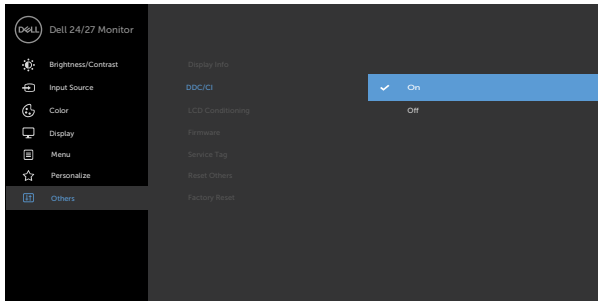 DELL Dell 24/27 Monitor
Brightness/Contrast Display Info
Input Source DDC/CI On
Color LCD Conditioning Off
Display Firmware
Menu Service Tag
Personalize Reset Others
Others Factory Reset